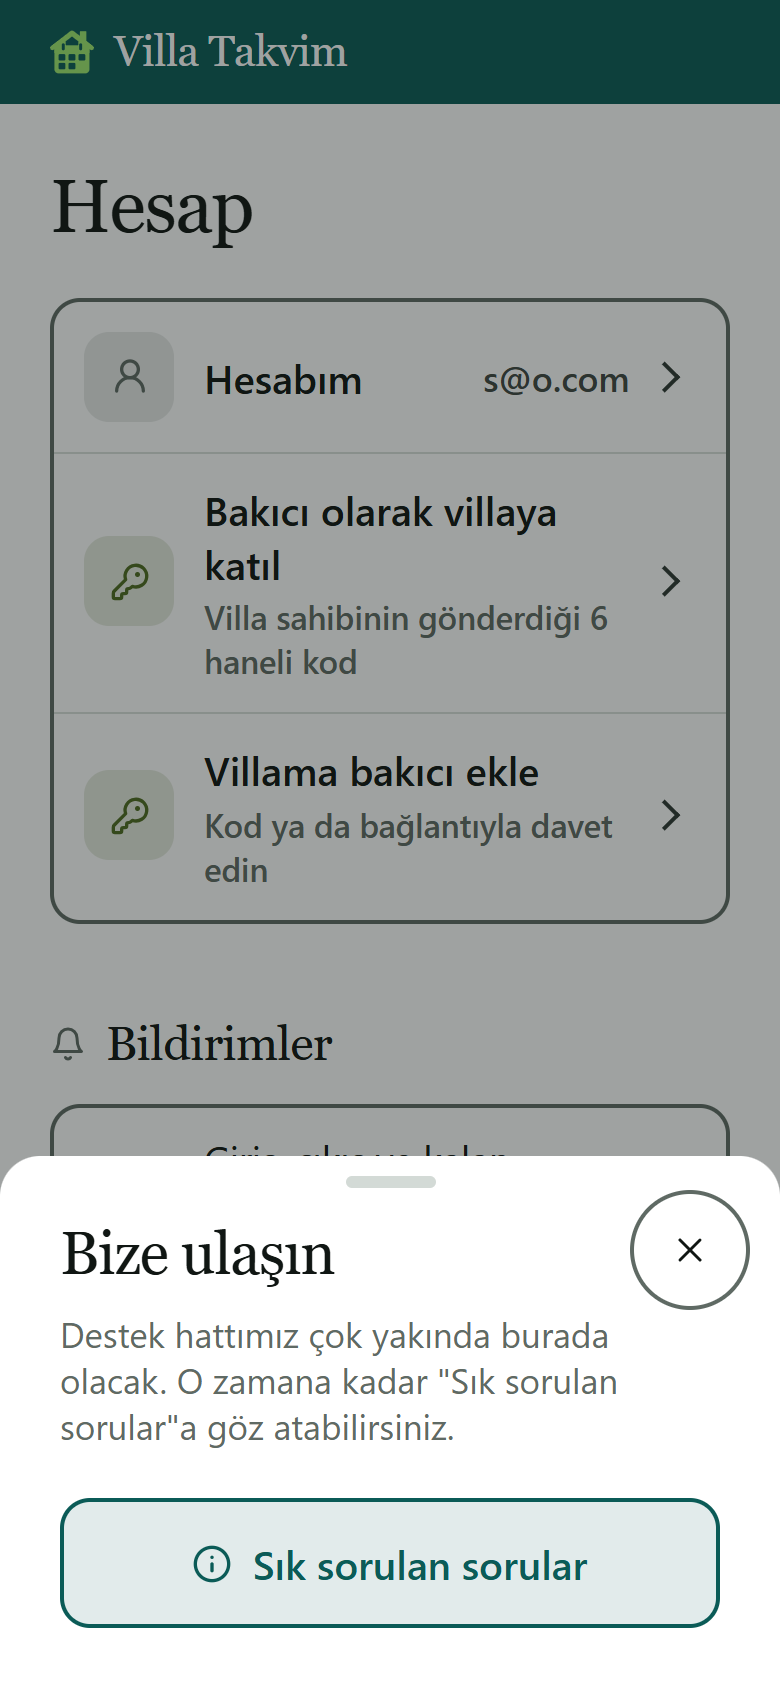 Villa Takvim
Hesap
Hesabım s@o.com
Bakıcı olarak villaya
katıl
Villa sahibinin gönderdiği 6
haneli kod
Villama bakıcı ekle
Kod ya da bağlantıyla davet
edin
Bildirimler
Bize ulaşın
Destek hattımız çok yakında burada
olacak. O zamana kadar "Sık sorulan
sorular"a göz atabilirsiniz.
Sık sorulan sorular